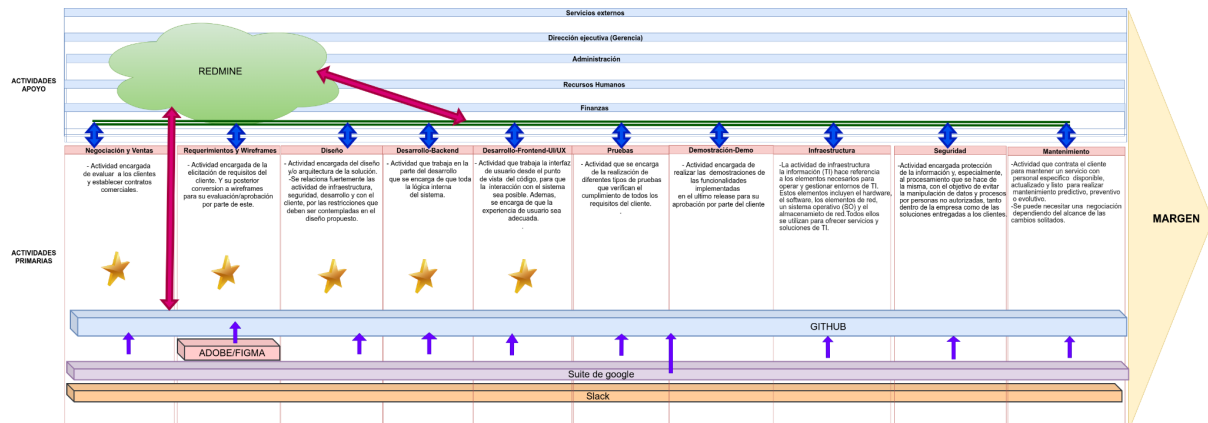 Servicios externos
Dirección ejecutiva (Gerencia)
Administración
Recursos Humanos
Finanzas
ACTIVIDADES
APOYO
REDMINE
Negociación y Ventas
- Actividad encargada
de evaluar a los clientes
y establecer contratos
comerciales.
Requerimientos y Wireframes
- Actividad encargada de la
elicitación de requisitos del
cliente. Y su posterior
conversion a wireframes
para su evaluación/aprobación
por parte de este.
Diseño
- Actividad encargada del diseño
y/o arquitectura de la solución.
-Se relaciona fuertemente las
actividad de infraestructura,
seguridad, desarrollo y con el
cliente, por las restricciones que
deben ser contempladas en el
diseño propuesto.
Desarrollo-Backend
- Actividad que trabaja en la
parte del desarrollo
que se encarga de que toda
la lógica interna
del sistema.
Desarrollo-Frontend-UI/UX
- Actividad que trabaja la interfaz
de usuario desde el punto
de vista del código, para que
la interacción con el sistema
sea posible. Ademas,
se encarga de que la
experiencia de usuario sea
adecuada.
.
Pruebas
- Actividad que se encarga
de la realización de
diferentes tipos de pruebas
que verifican el
cumplimiento de todos los
requisitos del cliente.
.
Demostración-Demo
- Actividad encargada de
realizar las demostraciones de
las funcionalidades
implementadas
en el ultimo release para su
aprobación por parte del cliente
Infraestructura
-La actividad de infraestructura
la información (TI) hace referencia
a los elementos necesarios para
operar y gestionar entornos de TI.
Estos elementos incluyen el hardware,
el software, los elementos de red,
un sistema operativo (SO) y el
almacenamieto de red.Todos ellos
se utilizan para ofrecer servicios y
soluciones de TI.
Seguridad
- Actividad encargada protección
de la información y, especialmente,
al procesamiento que se hace de
la misma, con el objetivo de evitar
la manipulación de datos y procesos
por personas no autorizadas, tanto
dentro de la empresa como de las
soluciones entregadas a los clientes.
Mantenimiento
- Actividad que contrata el cliente
para mantener un servicio con
personal especifico disponible,
actualizado y listo para realizar
mantenimiento predictivo, preventivo
o evolutivo.
-Se puede necesitar una negociación
dependiendo del alcance de las
cambios solitados.
ACTIVIDADES
PRIMARIAS
MARGEN
GITHUB
ADOBE/FIGMA
Suite de google
Slack